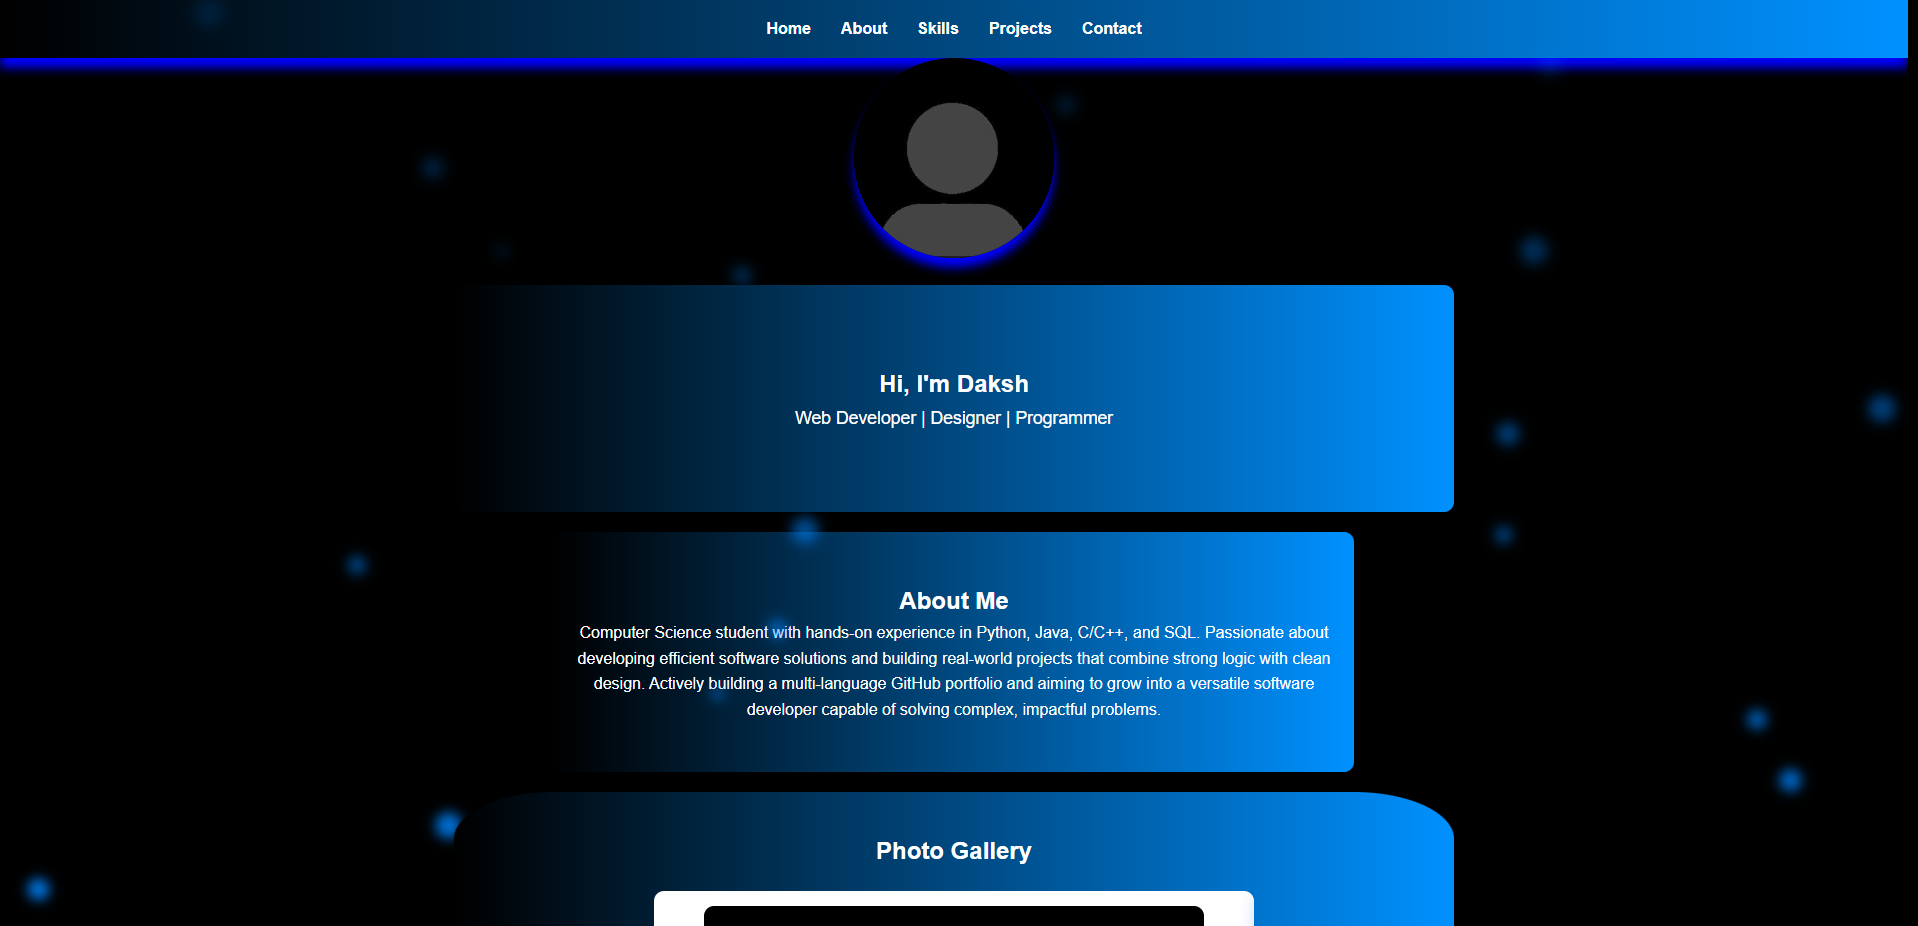 Home About Skills Projects Contact
Hi, I'm Daksh
Web Developer | Designer | Programmer
About Me
Computer Science student with hands-on experience in Python, Java, C/C++, and SQL. Passionate about
developing efficient software solutions and building real-world projects that combine strong logic with clean
design. Actively building a multi-language GitHub portfolio and aiming to grow into a versatile software
developer capable of solving complex, impactful problems.
Photo Gallery